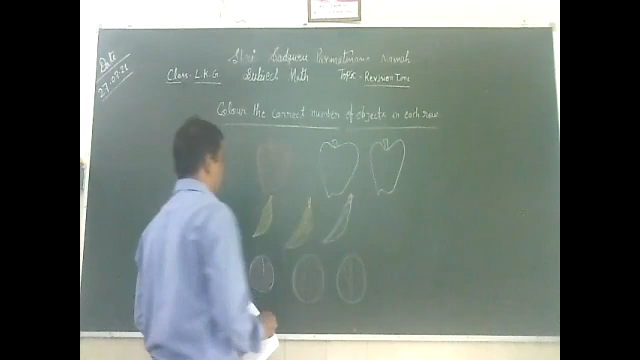 Shri Sadguru Parmatmane Namah
Date
27.09.21
Class - L.K.G Subject Math Topic - Revision Time
Colour the correct number of objects in each row